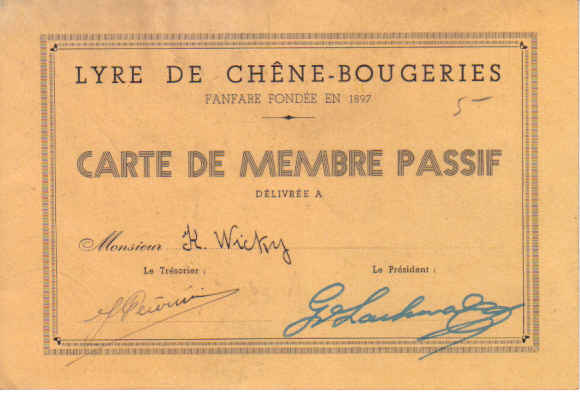 LYRE DE CHÊNE-BOUGERIES
FANFARE FONDÉE EN 1897
5-
CARTE DE MEMBRE PASSIF
DÉLIVRÉE A
Monsieur K. Wicky
Le Trésorier : Le Président :